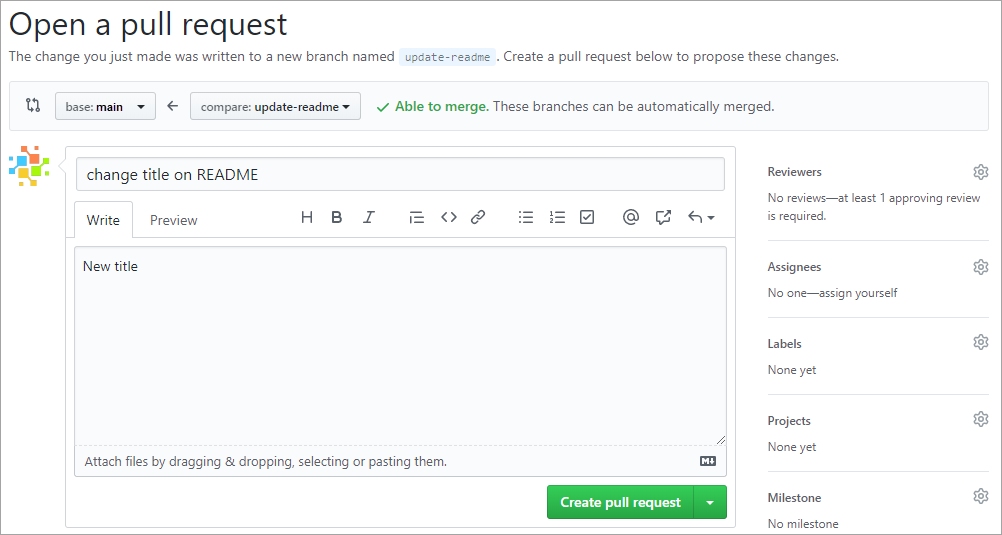 Open a pull request
The change you just made was written to a new branch named update-readme. Create a pull request below to propose these changes.
base: main compare: update-readme Able to merge. These branches can be automatically merged.
change title on README
Write Preview
New title
Attach files by dragging & dropping, selecting or pasting them.
Create pull request
Reviewers
No reviews—at least 1 approving review
is required.
Assignees
No one—assign yourself
Labels
None yet
Projects
None yet
Milestone
No milestone